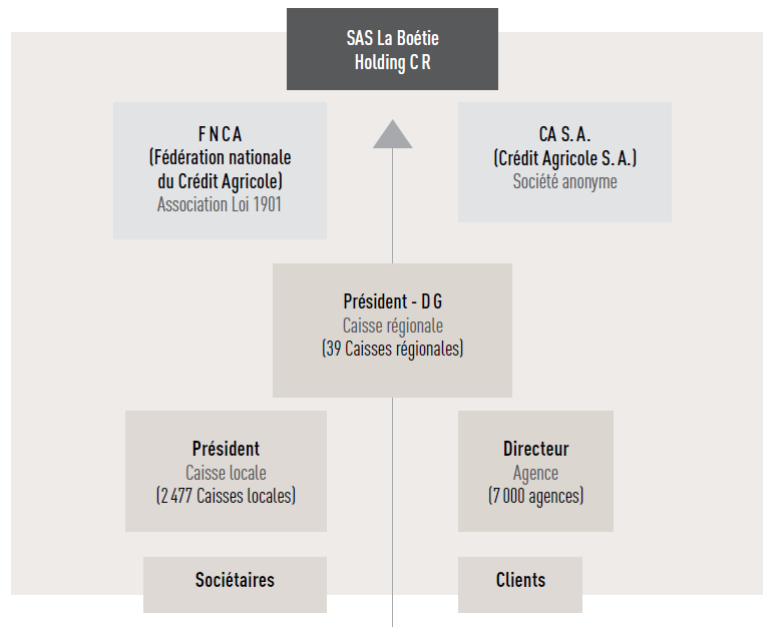 SAS La Boétie
Holding C R
F N C A
(Fédération nationale
du Crédit Agricole)
Association Loi 1901
CA S. A.
(Crédit Agricole S. A.)
Société anonyme
Président - D G
Caisse régionale
(39 Caisses régionales)
Président
Caisse locale
(2 477 Caisses locales)
Directeur
Agence
(7 000 agences)
Sociétaires
Clients